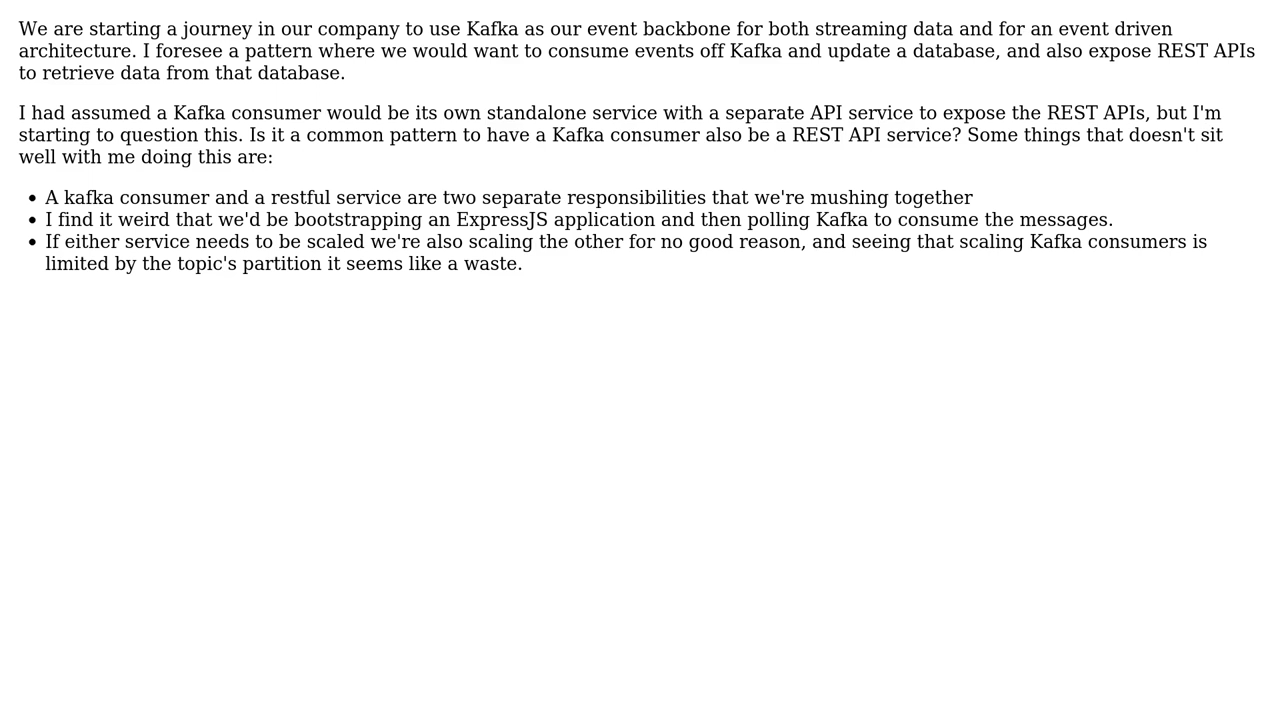 We are starting a journey in our company to use Kafka as our event backbone for both streaming data and for an event driven
architecture. I foresee a pattern where we would want to consume events off Kafka and update a database, and also expose REST APIs
to retrieve data from that database.
I had assumed a Kafka consumer would be its own standalone service with a separate API service to expose the REST APIs, but I'm
starting to question this. Is it a common pattern to have a Kafka consumer also be a REST API service? Some things that doesn't sit
well with me doing this are:
• A kafka consumer and a restful service are two separate responsibilities that we're mushing together
• I find it weird that we'd be bootstrapping an ExpressJS application and then polling Kafka to consume the messages.
• If either service needs to be scaled we're also scaling the other for no good reason, and seeing that scaling Kafka consumers is
limited by the topic's partition it seems like a waste.